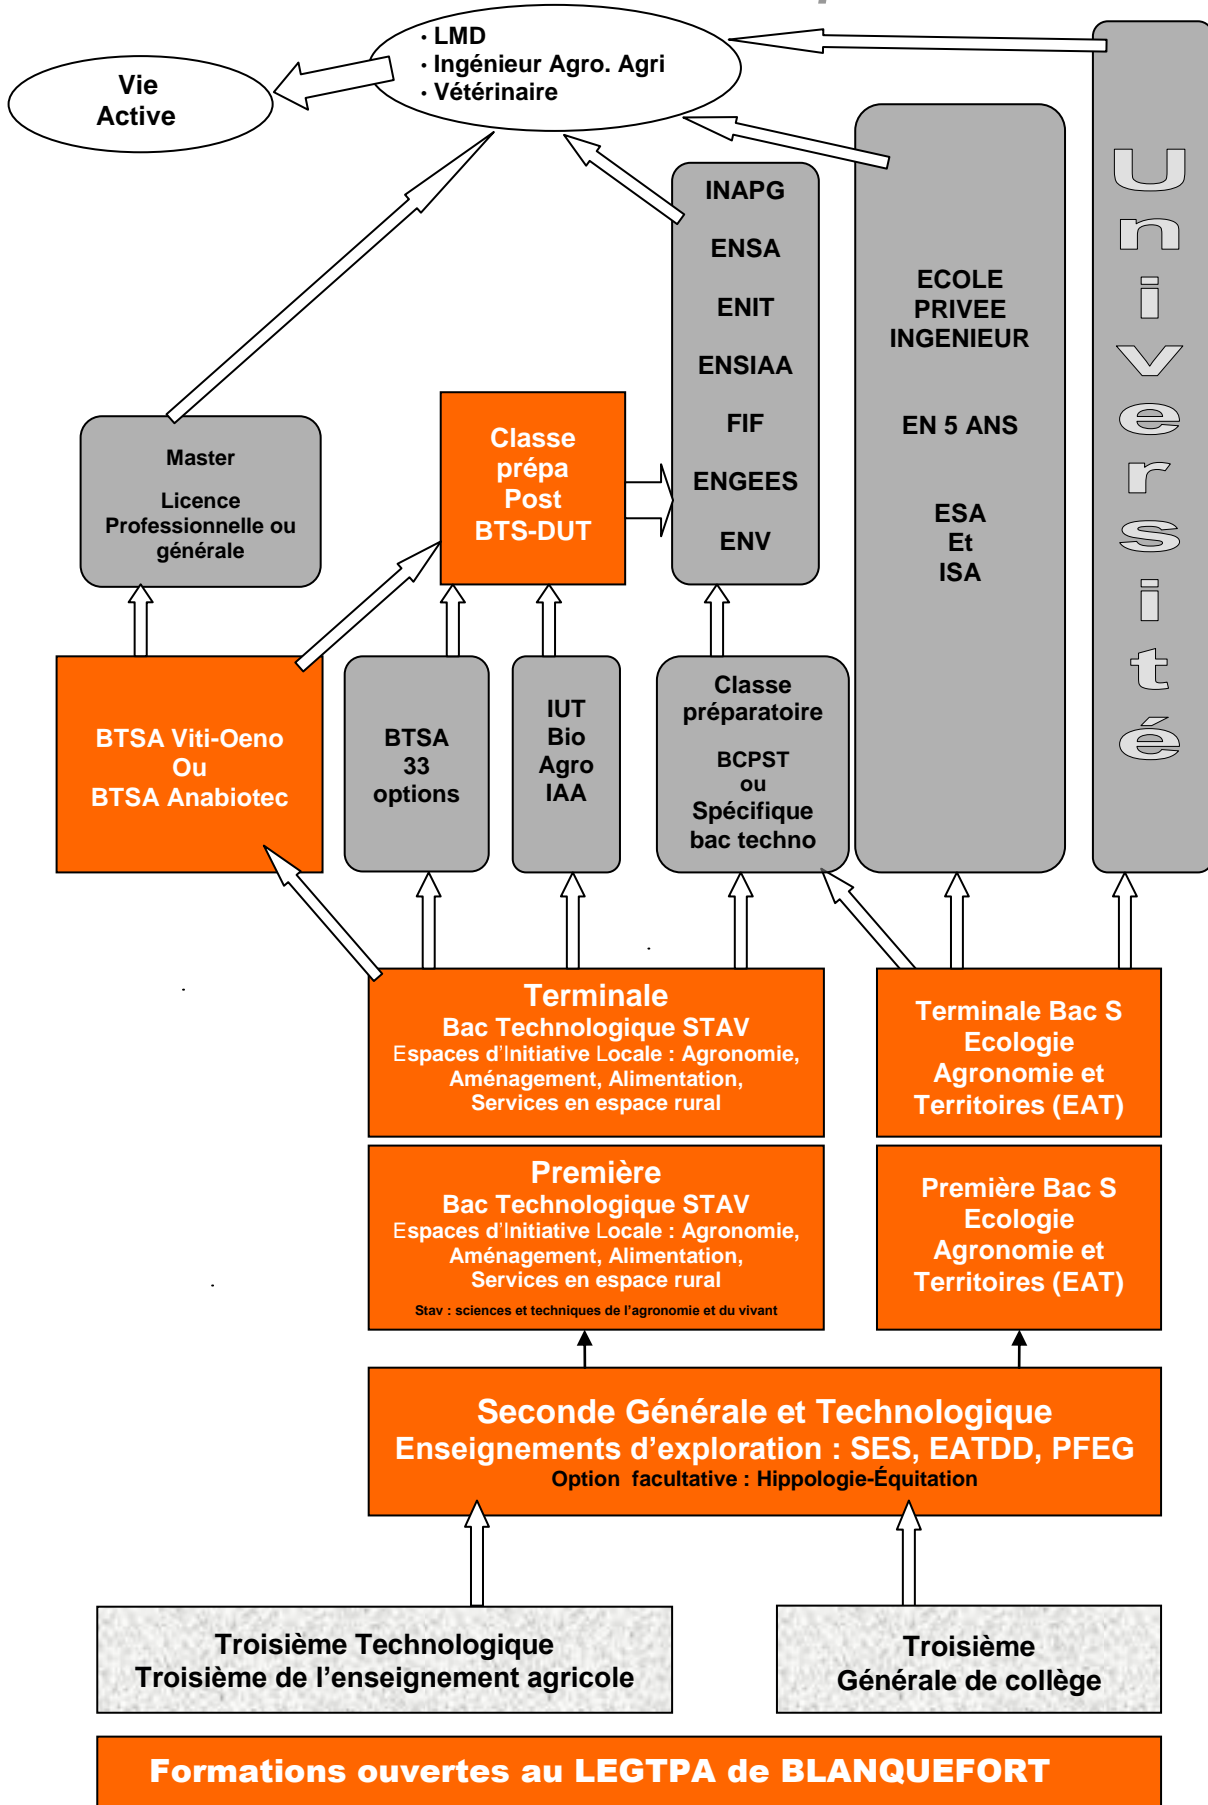 · LMD
· Ingénieur Agro. Agri
· Vétérinaire
Vie
Active
INAPG
ENSA
ENIT
ENSIAA
FIF
ENGEES
ENV
ECOLE
PRIVEE
INGENIEUR
EN 5 ANS
ESA
Et
ISA
Université
Master
Licence
Professionnelle ou
générale
Classe
prépa
Post
BTS-DUT
BTSA Viti-Oeno
Ou
BTSA Anabiotec
BTSA
33
options
IUT
Bio
Agro
IAA
Classe
préparatoire
BCPST
ou
Spécifique
bac techno
Terminale
Bac Technologique STAV
Espaces d'Initiative Locale : Agronomie,
Aménagement, Alimentation,
Services en espace rural
Terminale Bac S
Ecologie
Agronomie et
Territoires (EAT)
Première
Bac Technologique STAV
Espaces d'Initiative Locale : Agronomie,
Aménagement, Alimentation,
Services en espace rural
Stav : sciences et techniques de l'agronomie et du vivant
Première Bac S
Ecologie
Agronomie et
Territoires (EAT)
Seconde Générale et Technologique
Enseignements d'exploration : SES, EATDD, PFEG
Option facultative : Hippologie-Équitation
Troisième Technologique
Troisième de l'enseignement agricole
Troisième
Générale de collège
Formations ouvertes au LEGTPA de BLANQUEFORT